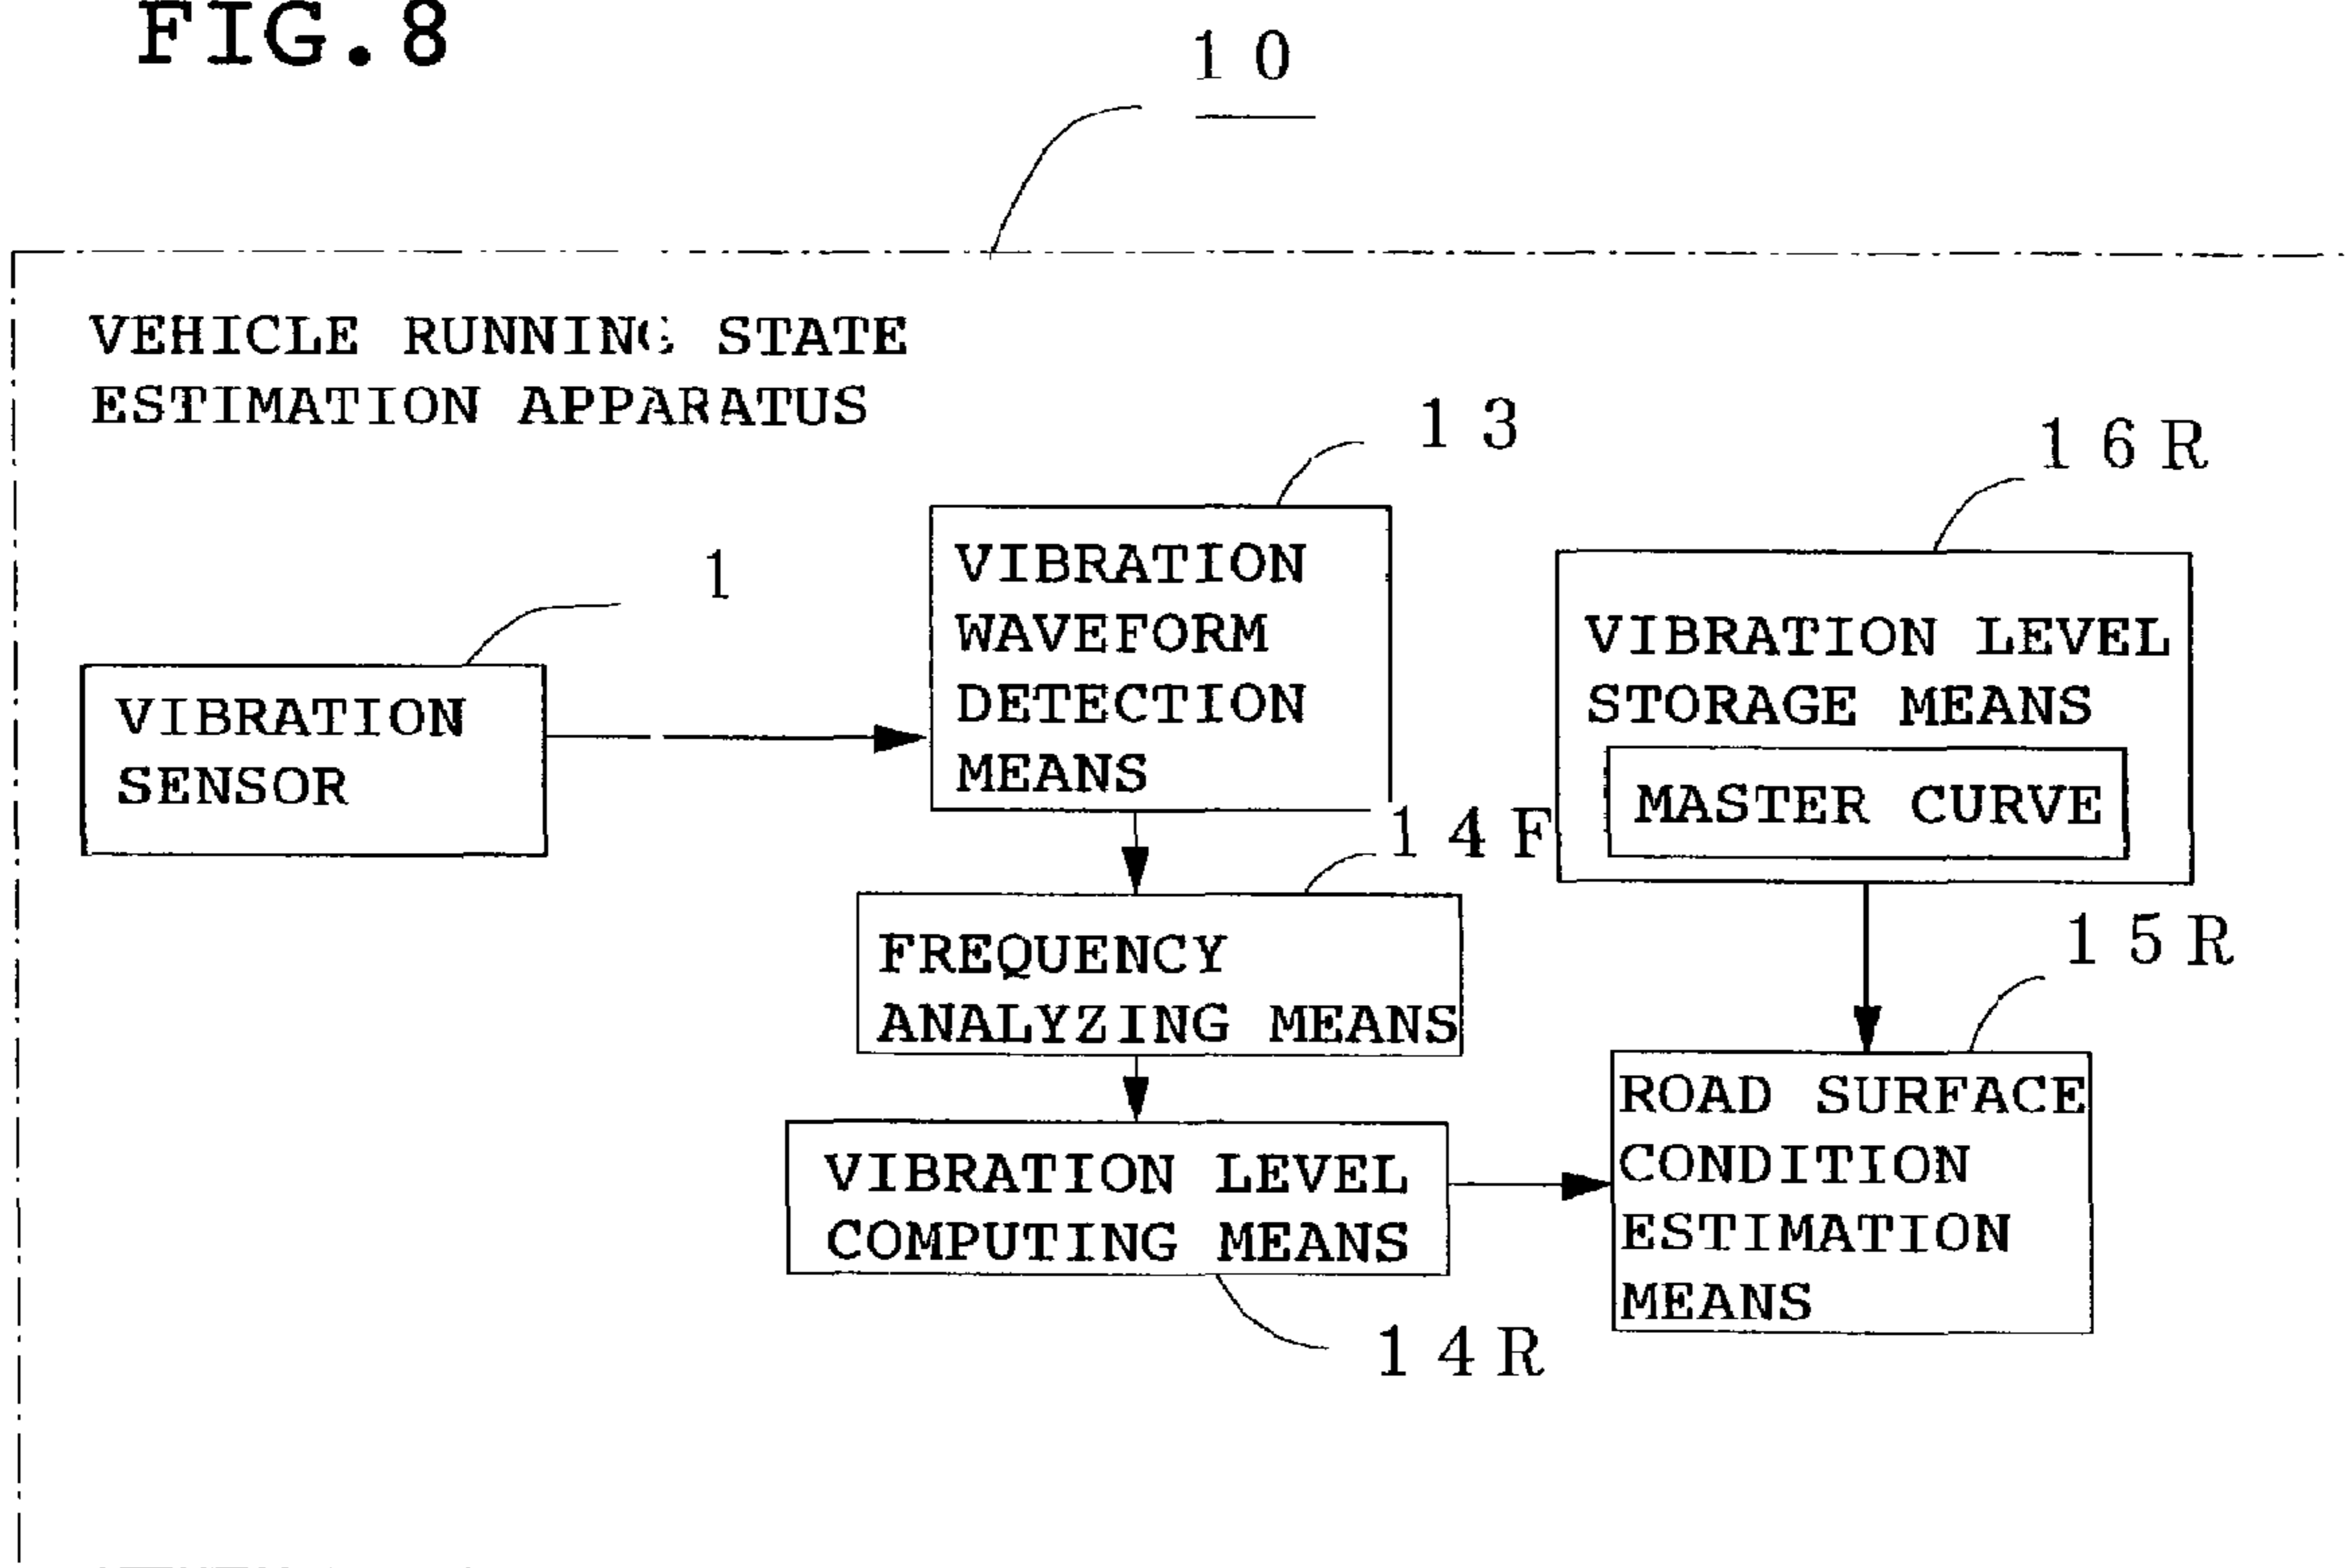 FIG.8
10
VEHICLE RUNNING STATE
ESTIMATION APPARATUS
13
16R
1
VIBRATION
WAVEFORM
DETECTION
MEANS
VIBRATION LEVEL
STORAGE MEANS
MASTER CURVE
VIBRATION
SENSOR
14F
FREQUENCY
ANALYZING MEANS
15R
ROAD SURFACE
CONDITION
ESTIMATION
MEANS
VIBRATION LEVEL
COMPUTING MEANS
14R